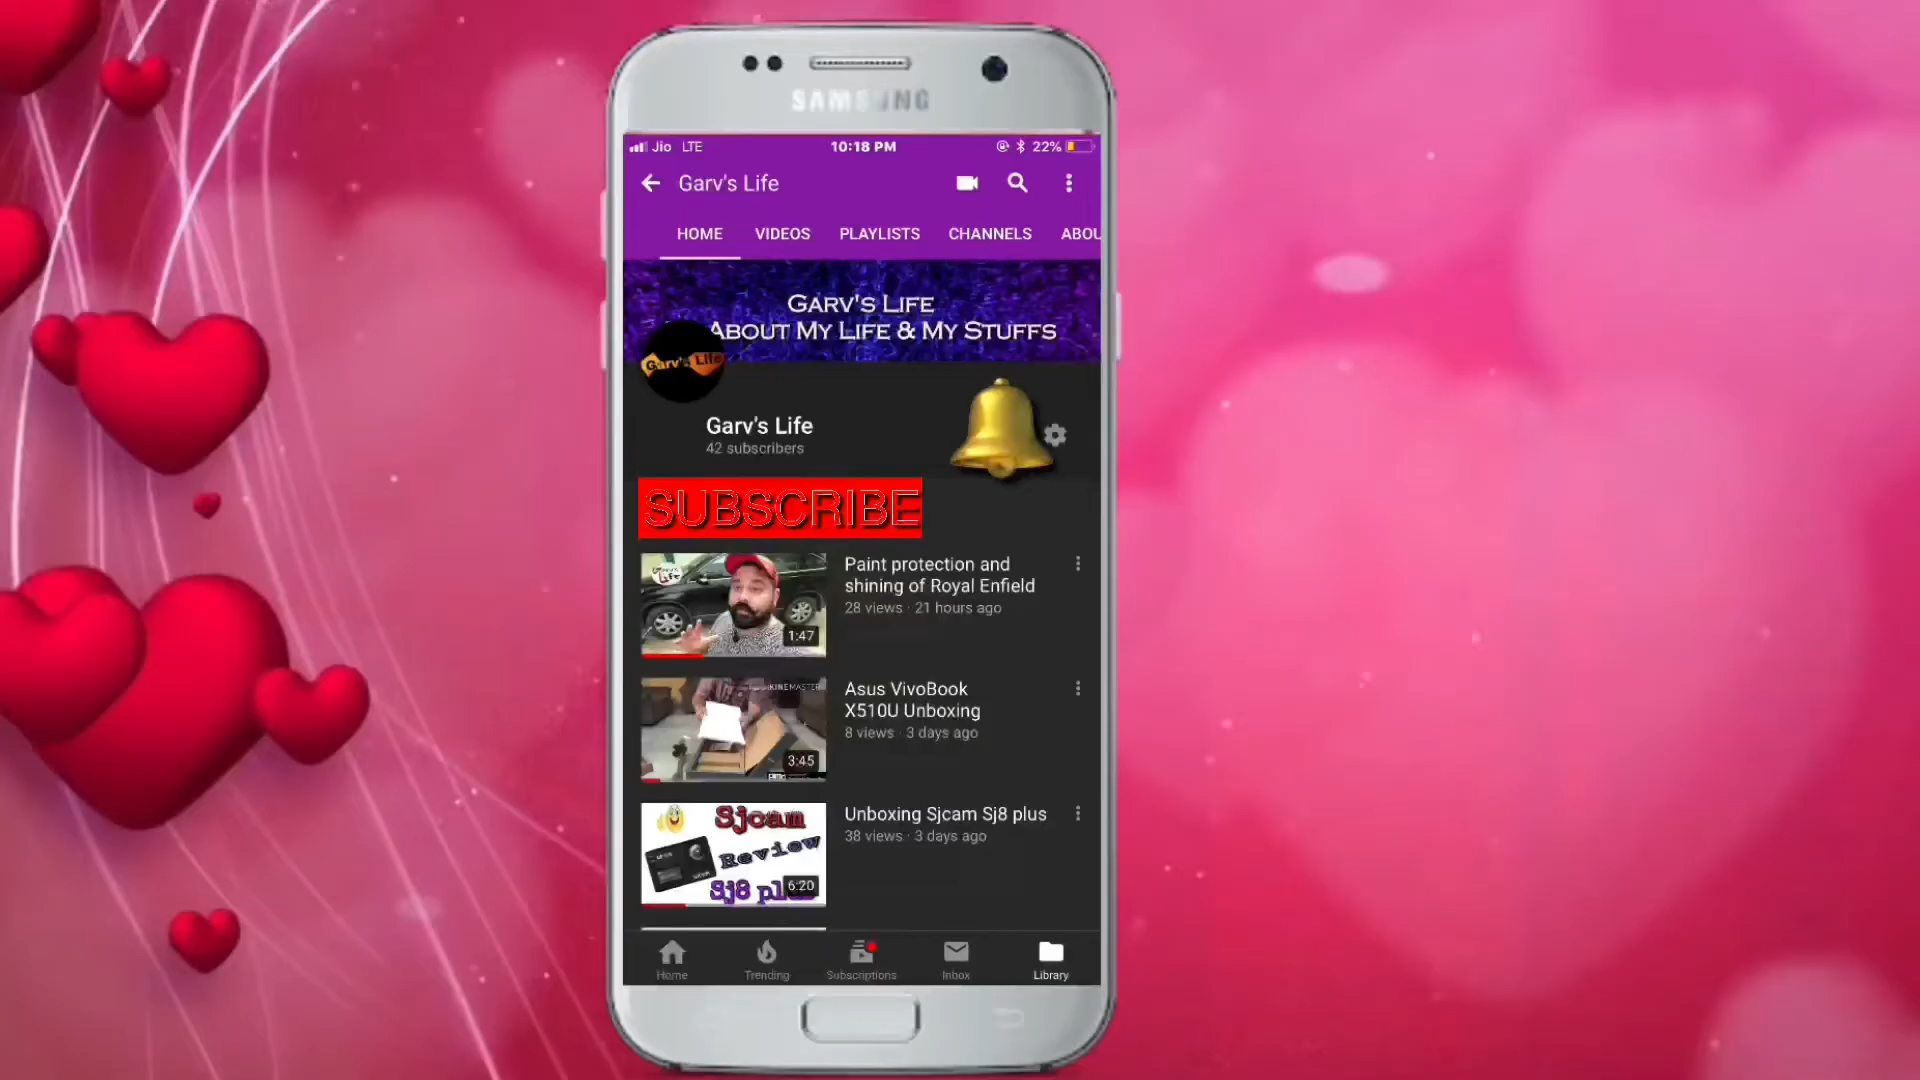 SAMSUNG
Jio LTE 10:18 PM 22%
Garv's Life
HOME VIDEOS PLAYLISTS CHANNELS ABOU
GARV'S LIFE
ABOUT MY LIFE & MY STUFFS
Garv's Life
Garv's Life
42 subscribers
SUBSCRIBE
Paint protection and
shining of Royal Enfield
28 views · 21 hours ago
1:47
KINEMASTER
Asus VivoBook
X510U Unboxing
8 views · 3 days ago
3:45
Sjcam
Review
Sj8 pl
6:20
Unboxing Sjcam Sj8 plus
38 views · 3 days ago
Home Trending Subscriptions Inbox Library